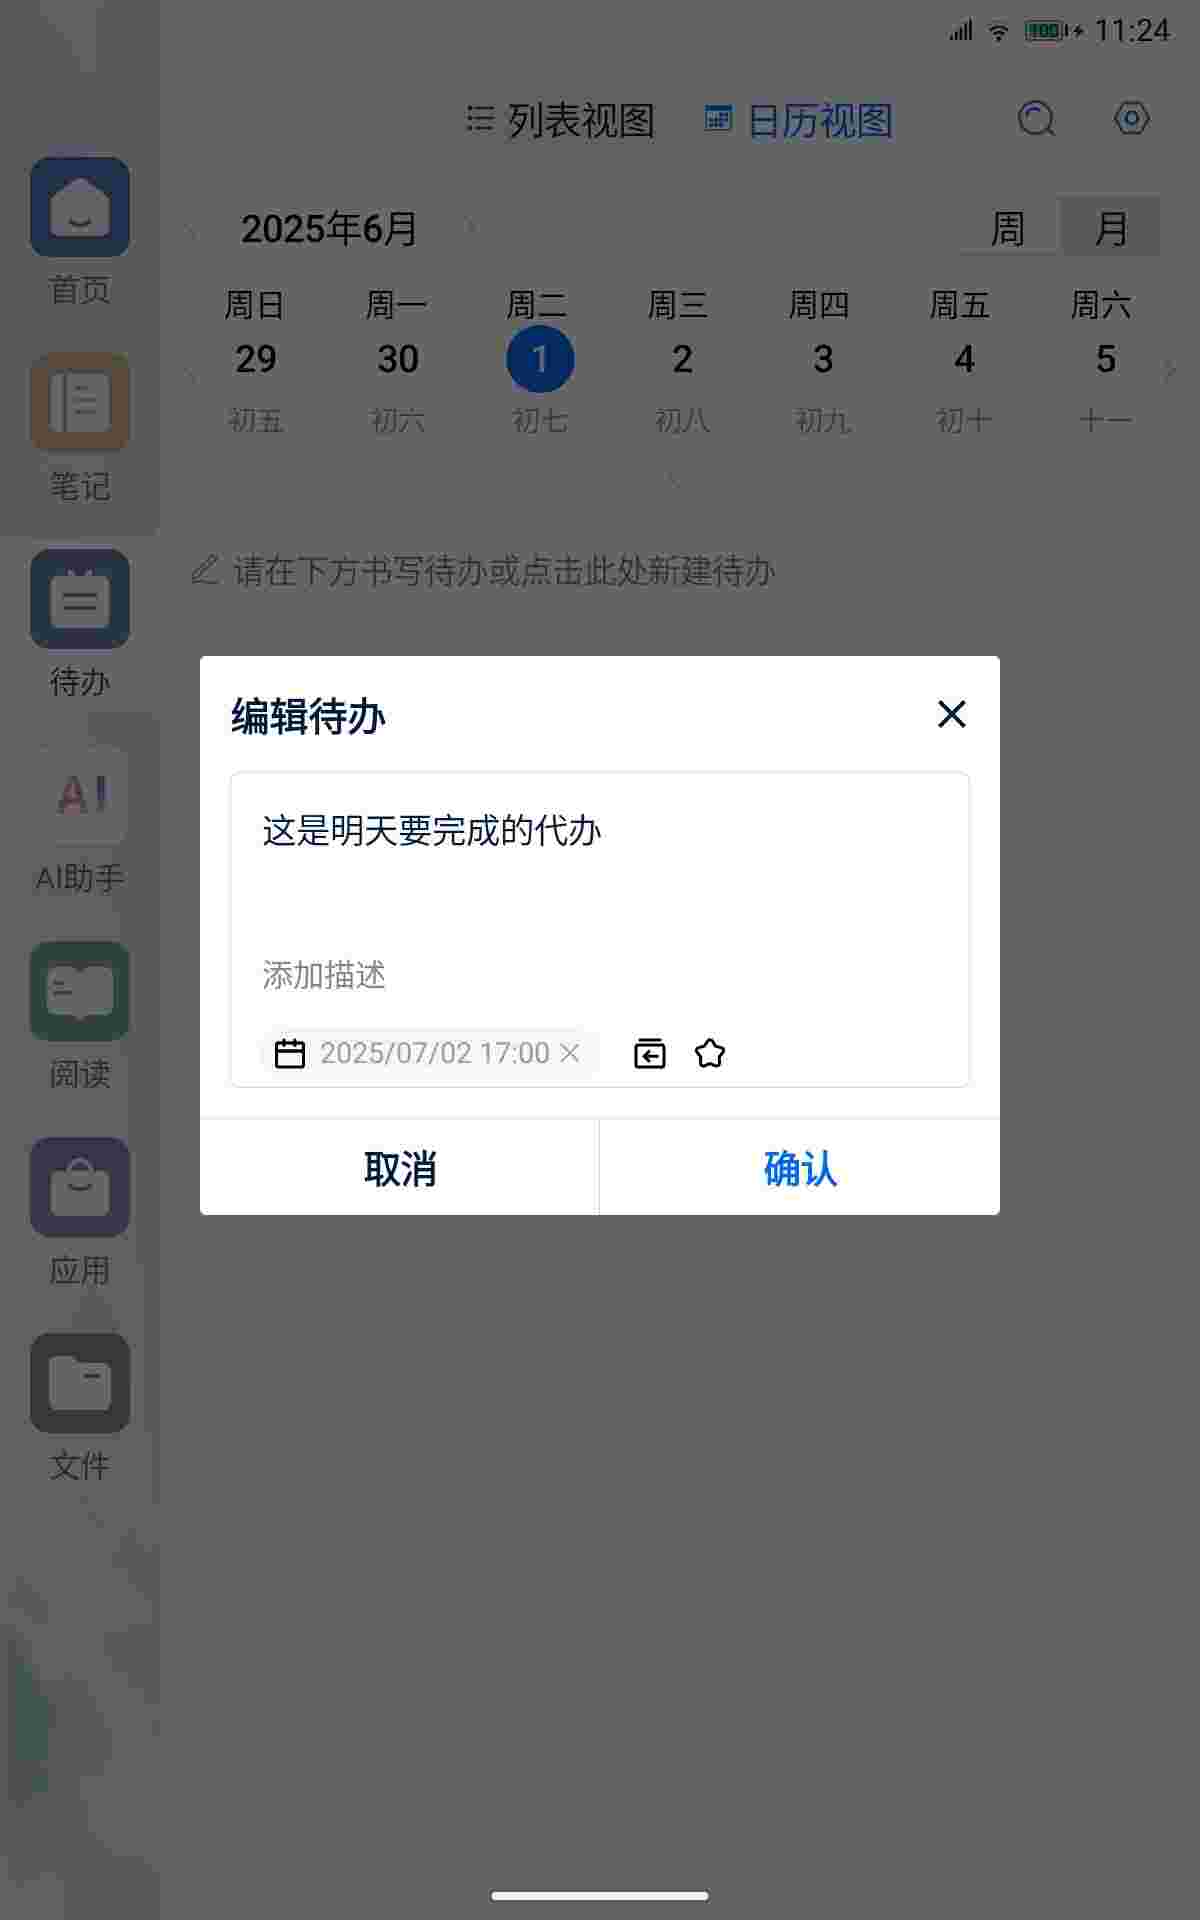 100 11:24
列表视图 日历视图
2025年6月 周 月
周日 周一 周二 周三 周四 周五 周六
29 30 1 2 3 4 5
初五 初六 初七 初八 初九 初十 十一
请在下方书写待办或点击此处新建待办
首页
笔记
待办
AI
AI助手
阅读
应用
文件
编辑待办
这是明天要完成的代办
添加描述
2025/07/02 17:00
取消 确认